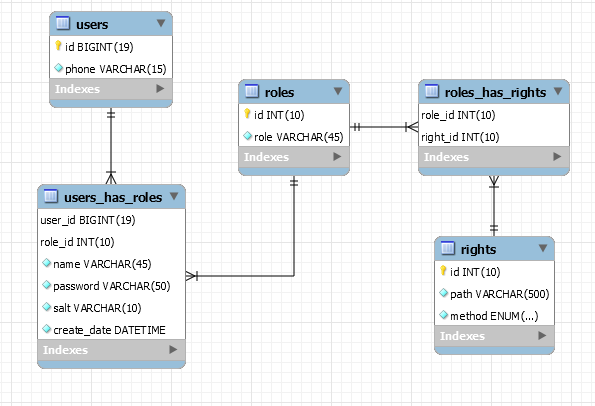 users
id BIGINT(19)
phone VARCHAR(15)
Indexes
roles
id INT(10)
role VARCHAR(45)
Indexes
roles_has_rights
role_id INT(10)
right_id INT(10)
Indexes
users_has_roles
user_id BIGINT(19)
role_id INT(10)
name VARCHAR(45)
password VARCHAR(50)
salt VARCHAR(10)
create_date DATETIME
Indexes
rights
id INT(10)
path VARCHAR(500)
method ENUM(...)
Indexes